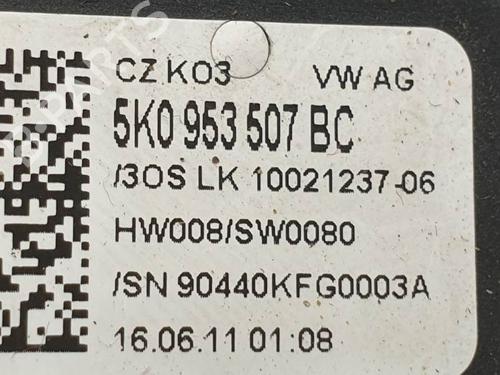 CZ K03 VW AG
5K0 953 507 BC
/3OS LK 10021237-06
HW008/SW0080
/SN 90440KFG0003A
16.06.11 01:08